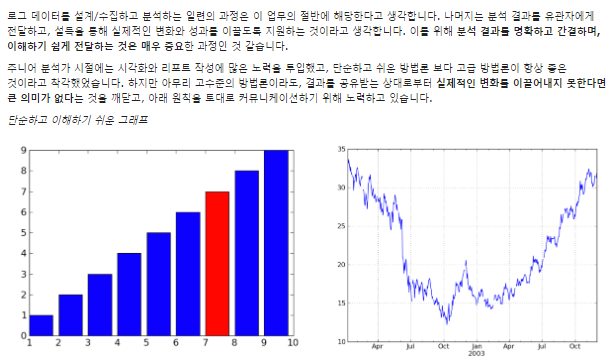 로그 데이터를 설계/수집하고 분석하는 일련의 과정은 이 업무의 절반에 해당한다고 생각합니다. 나머지는 분석 결과를 유관자에게
전달하고, 설득을 통해 실제적인 변화와 성과를 이끌도록 지원하는 것이라고 생각합니다. 이를 위해 분석 결과를 명확하고 간결하며,
이해하기 쉽게 전달하는 것은 매우 중요한 과정인 것 같습니다.
주니어 분석가 시절에는 시각화와 리포트 작성에 많은 노력을 투입했고, 단순하고 쉬운 방법론 보다 고급 방법론이 항상 좋은
것이라고 착각했었습니다. 하지만 아무리 고수준의 방법론이라도, 결과를 공유받는 상대로부터 실제적인 변화를 이끌어내지 못한다면
큰 의미가 없다는 것을 깨닫고, 아래 원칙을 토대로 커뮤니케이션하기 위해 노력하고 있습니다.
단순하고 이해하기 쉬운 그래프
9
8
7
6
5
4
3
2
1
0
1 2 3 4 5 6 7 8 9 10
35
30
25
20
15
10
Apr Jul Oct Jan Apr Jul Oct
2003